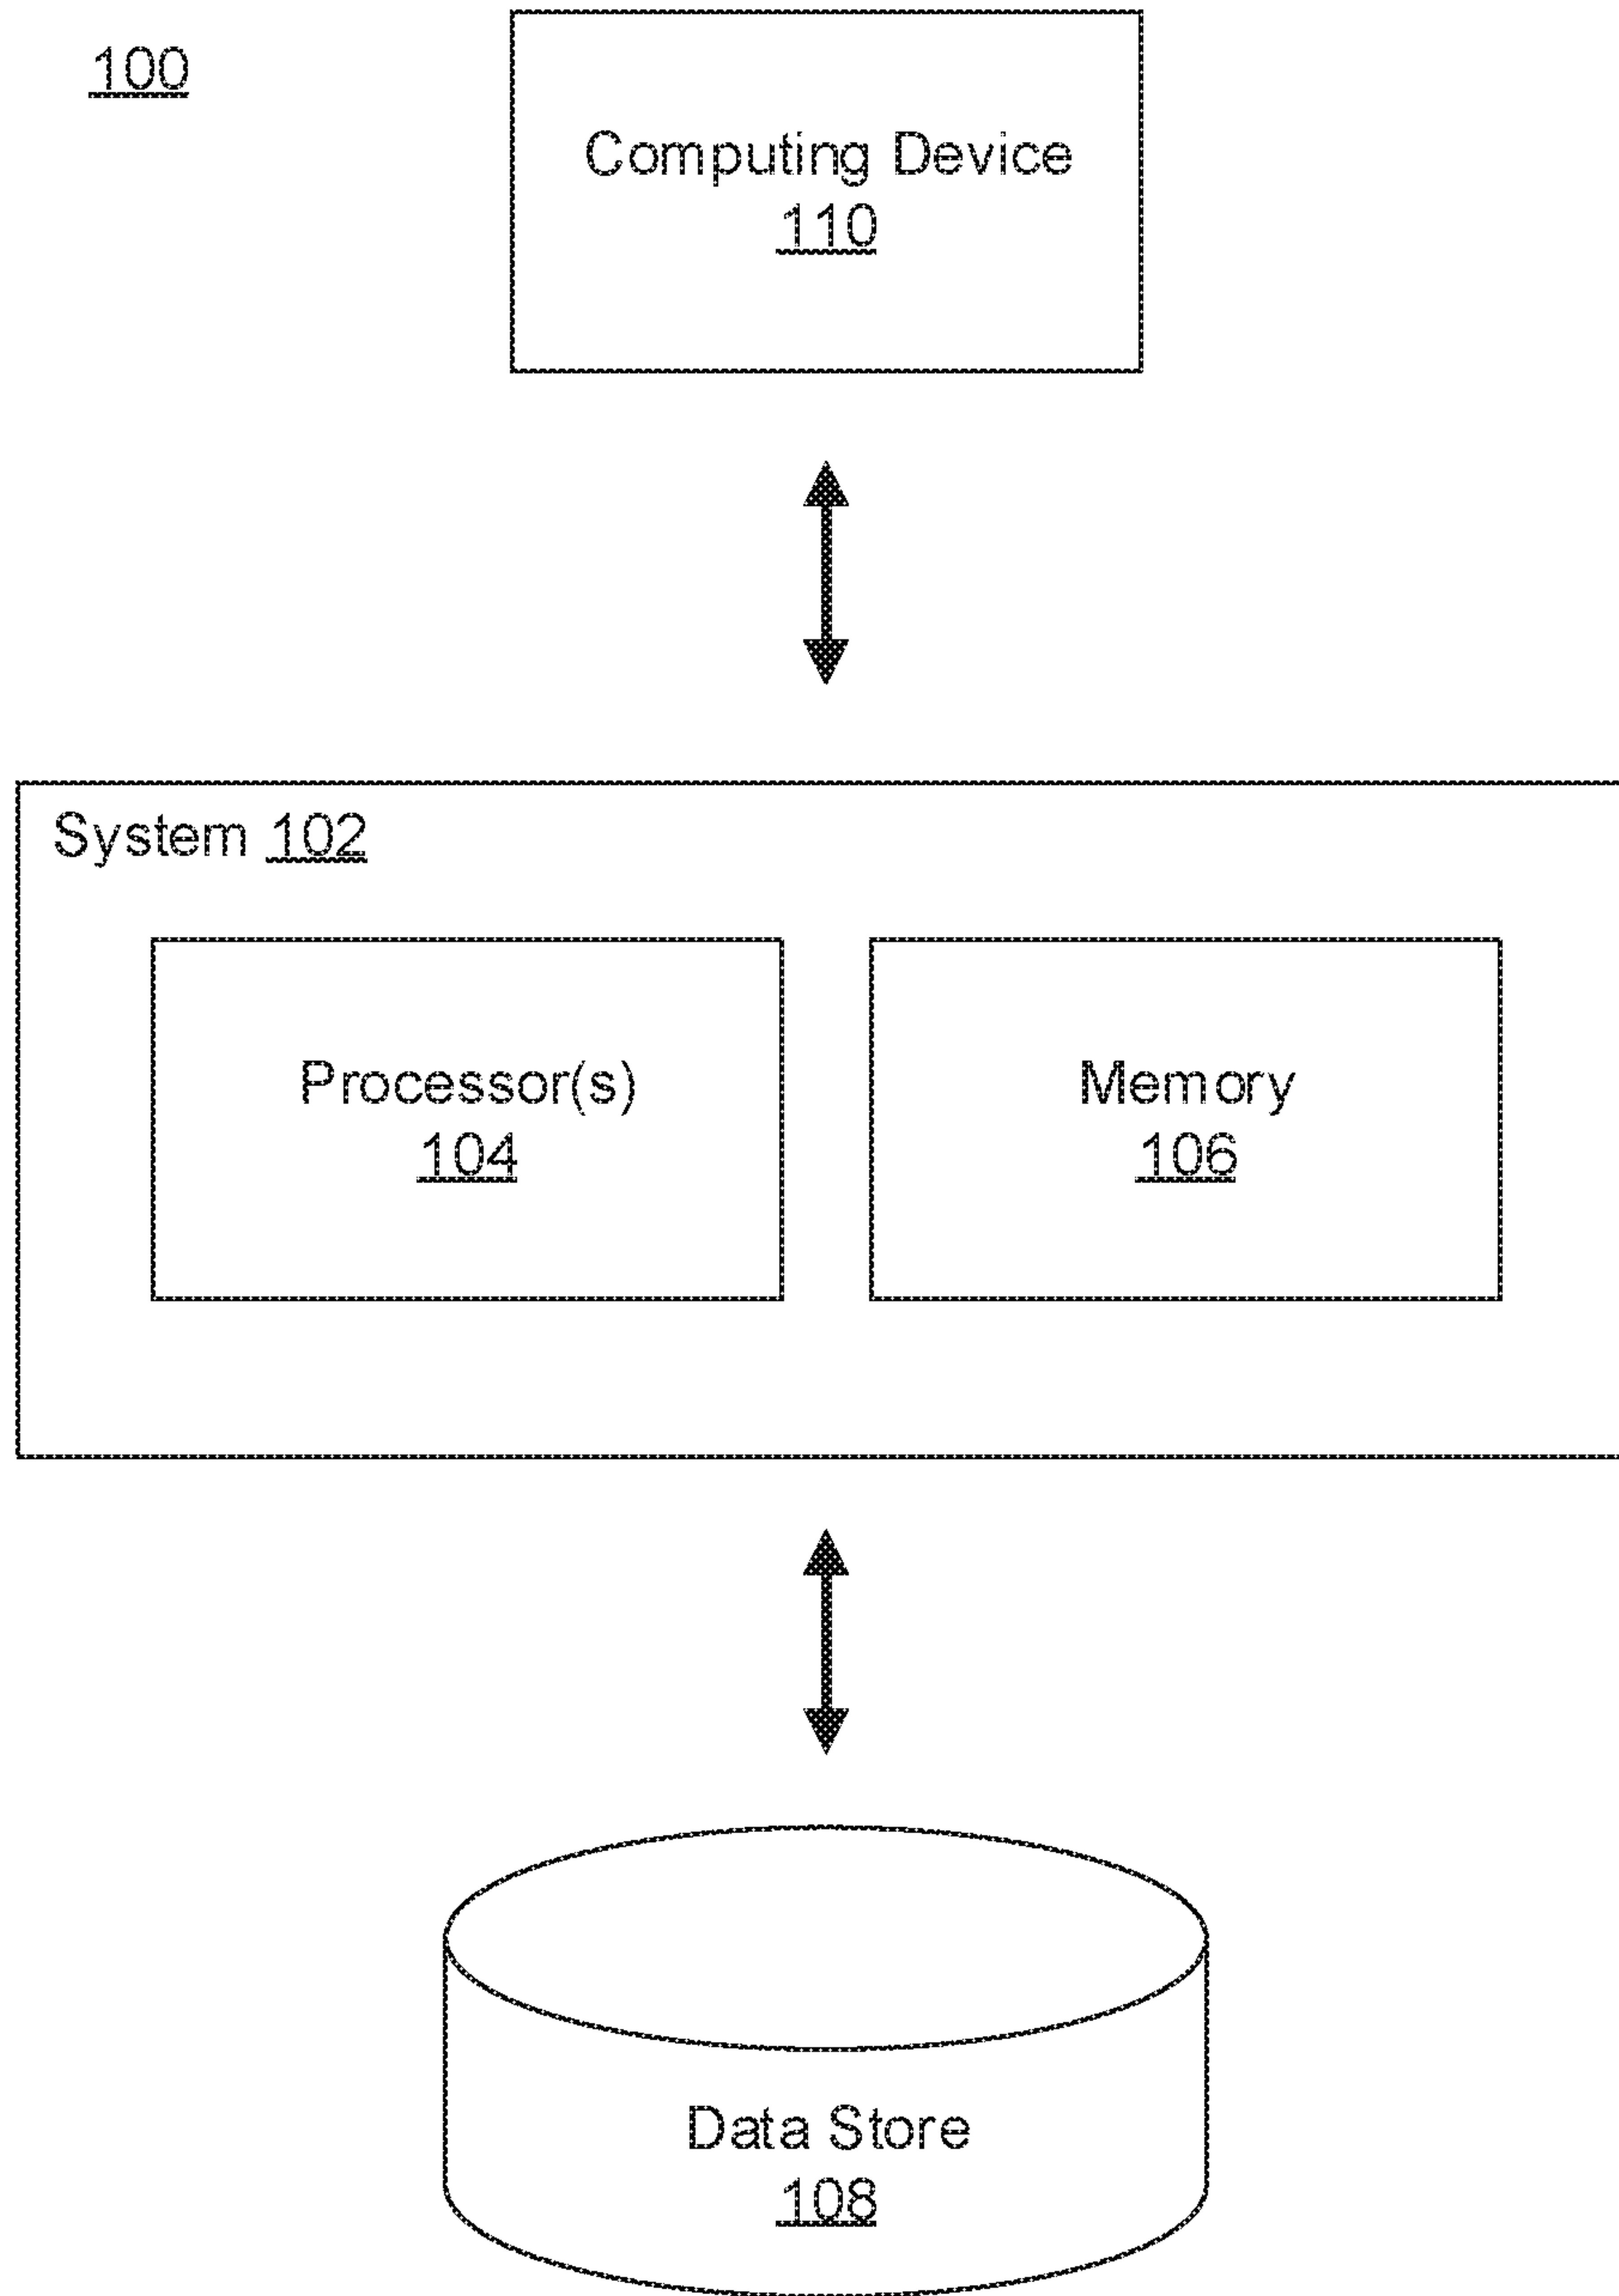 100
Computing Device
110
System 102
Processor(s)
104
Memory
106
Data Store
108